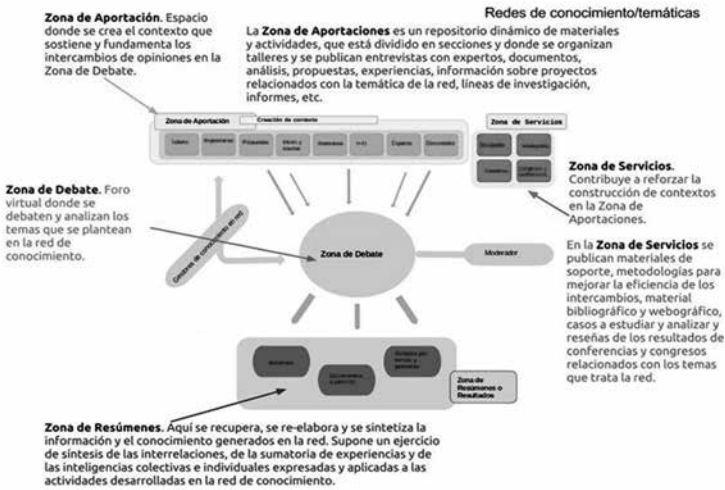 Redes de conocimiento/temáticas
Zona de Aportación. Espacio
donde se crea el contexto que
sostiene y fundamenta los
intercambios de opiniones en la
Zona de Debate.
La Zona de Aportaciones es un repositorio dinámico de materiales
y actividades, que está dividido en secciones y donde se organizan
talleres y se publican entrevistas con expertos, documentos,
análisis, propuestas, experiencias, información sobre proyectos
relacionados con la temática de la red, líneas de investigación,
informes, etc.
Zona de Aportación
Creación de contexto
Zona de Servicios
Talleres
Propuestas
Entrevistas
I+D
Espacio
Documentos
Zona de Servicios.
Contribuye a reforzar la
construcción de contextos
en la Zona de
Aportaciones.
Zona de Debate. Foro
virtual donde se
debaten y analizan los
temas que se plantean
en la red de
conocimiento.
Gestores de conocimiento en red
Zona de Debate
Moderador
En la Zona de Servicios se
publican materiales de
soporte, metodologías para
mejorar la eficiencia de los
intercambios, material
bibliográfico y webográfico,
casos a estudiar y analizar y
reseñas de los resultados de
conferencias y congresos
relacionados con los temas
que trata la red.
Zona de
Resúmenes o
Resultados
Zona de Resúmenes. Aquí se recupera, se re-elabora y se sintetiza la
información y el conocimiento generados en la red. Supone un ejercicio
de síntesis de las interrelaciones, de la sumatoria de experiencias y de
las inteligencias colectivas e individuales expresadas y aplicadas a las
actividades desarrolladas en la red de conocimiento.